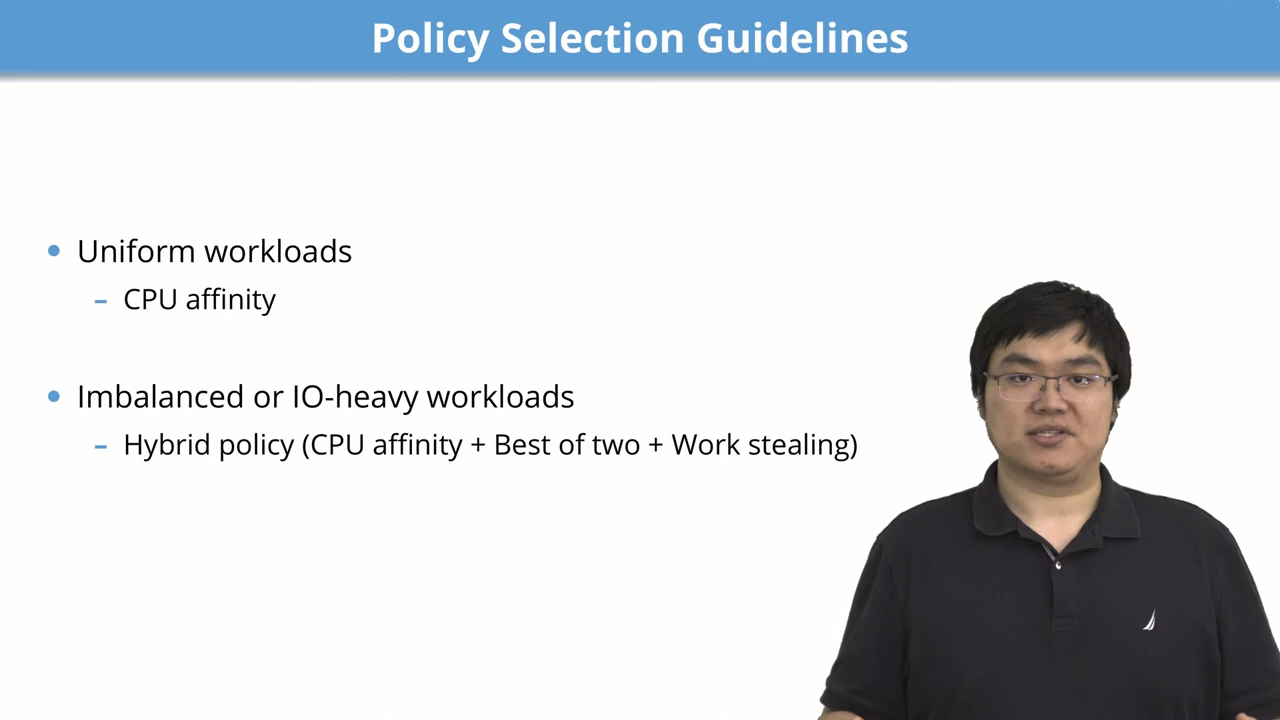 Policy Selection Guidelines
• Uniform workloads
– CPU affinity
• Imbalanced or IO-heavy workloads
– Hybrid policy (CPU affinity + Best of two + Work stealing)